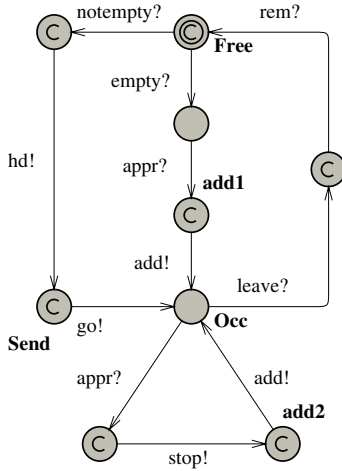 notempty?
rem?
C
C
Free
empty?
hd!
appr?
C
add1
C
add!
leave?
C
Send
go!
Occ
appr?
add!
add2
C
C
stop!